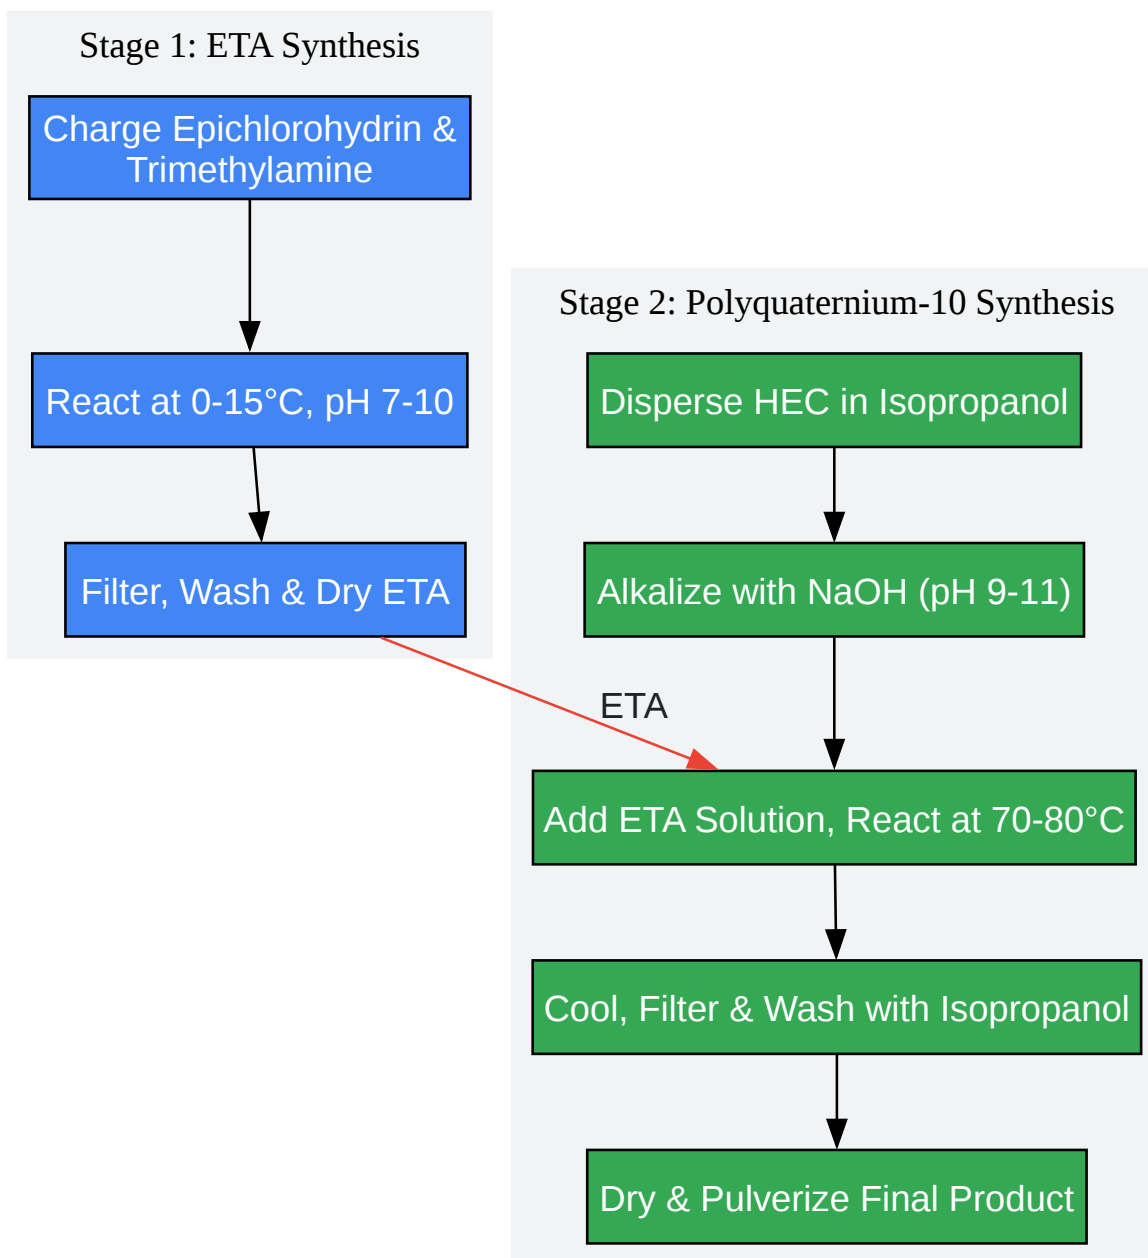 Stage 1: ETA Synthesis
Charge Epichlorohydrin &
Trimethylamine
React at 0-15°C, pH 7-10
Filter, Wash & Dry ETA
ETA
Stage 2: Polyquaternium-10 Synthesis
Disperse HEC in Isopropanol
Alkalize with NaOH (pH 9-11)
Add ETA Solution, React at 70-80°C
Cool, Filter & Wash with Isopropanol
Dry & Pulverize Final Product